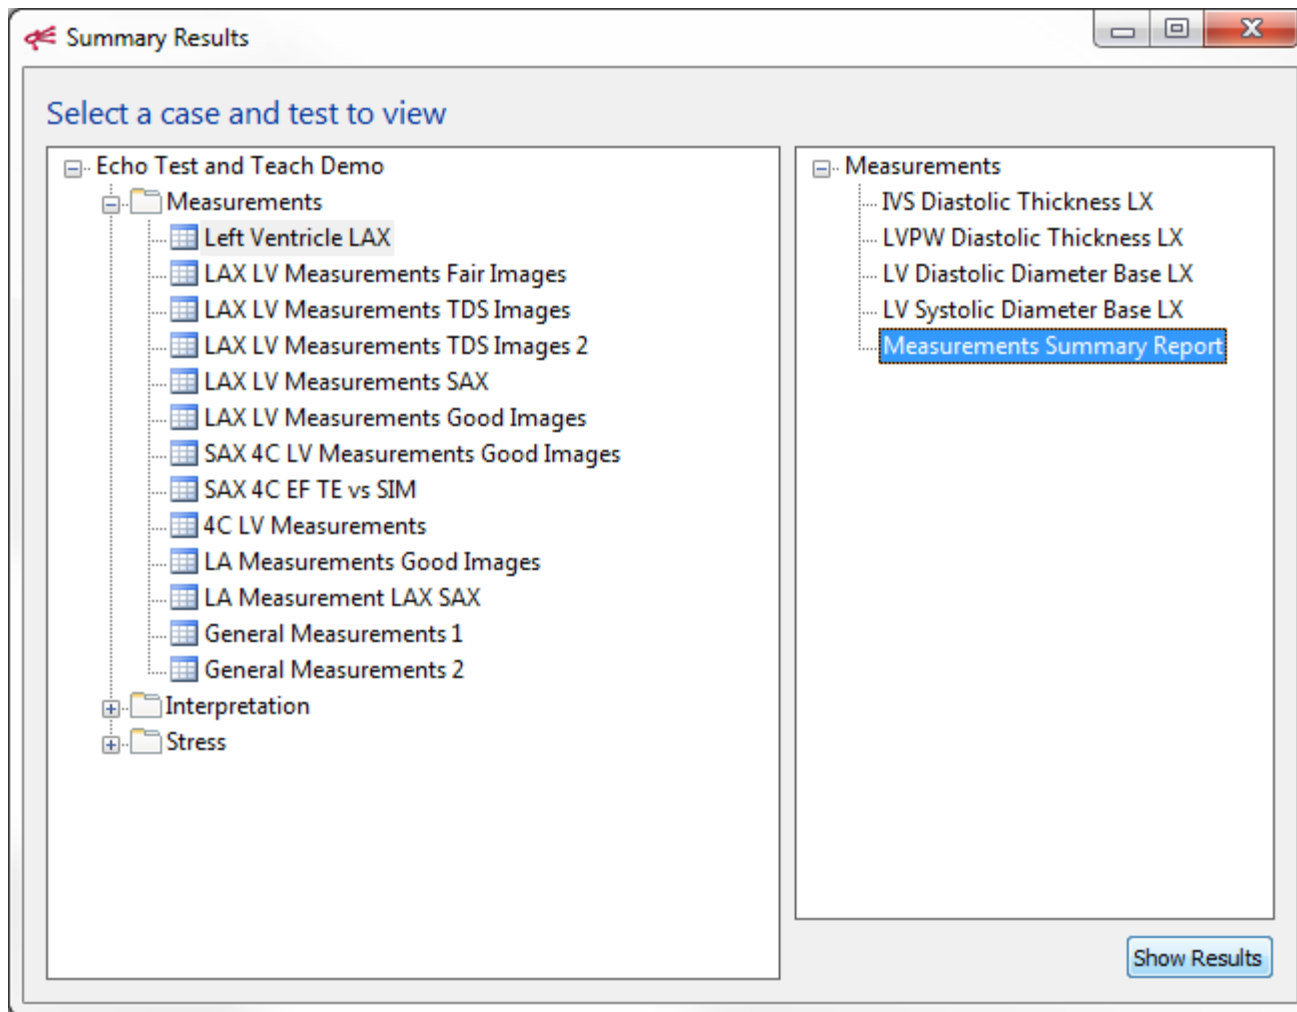 Summary Results
Select a case and test to view
Echo Test and Teach Demo
Measurements
Left Ventricle LAX
LAX LV Measurements Fair Images
LAX LV Measurements TDS Images
LAX LV Measurements TDS Images 2
LAX LV Measurements SAX
LAX LV Measurements Good Images
SAX 4C LV Measurements Good Images
SAX 4C EF TE vs SIM
4C LV Measurements
LA Measurements Good Images
LA Measurement LAX SAX
General Measurements 1
General Measurements 2
Interpretation
Stress
Measurements
IVS Diastolic Thickness LX
LVPW Diastolic Thickness LX
LV Diastolic Diameter Base LX
LV Systolic Diameter Base LX
Measurements Summary Report
Show Results